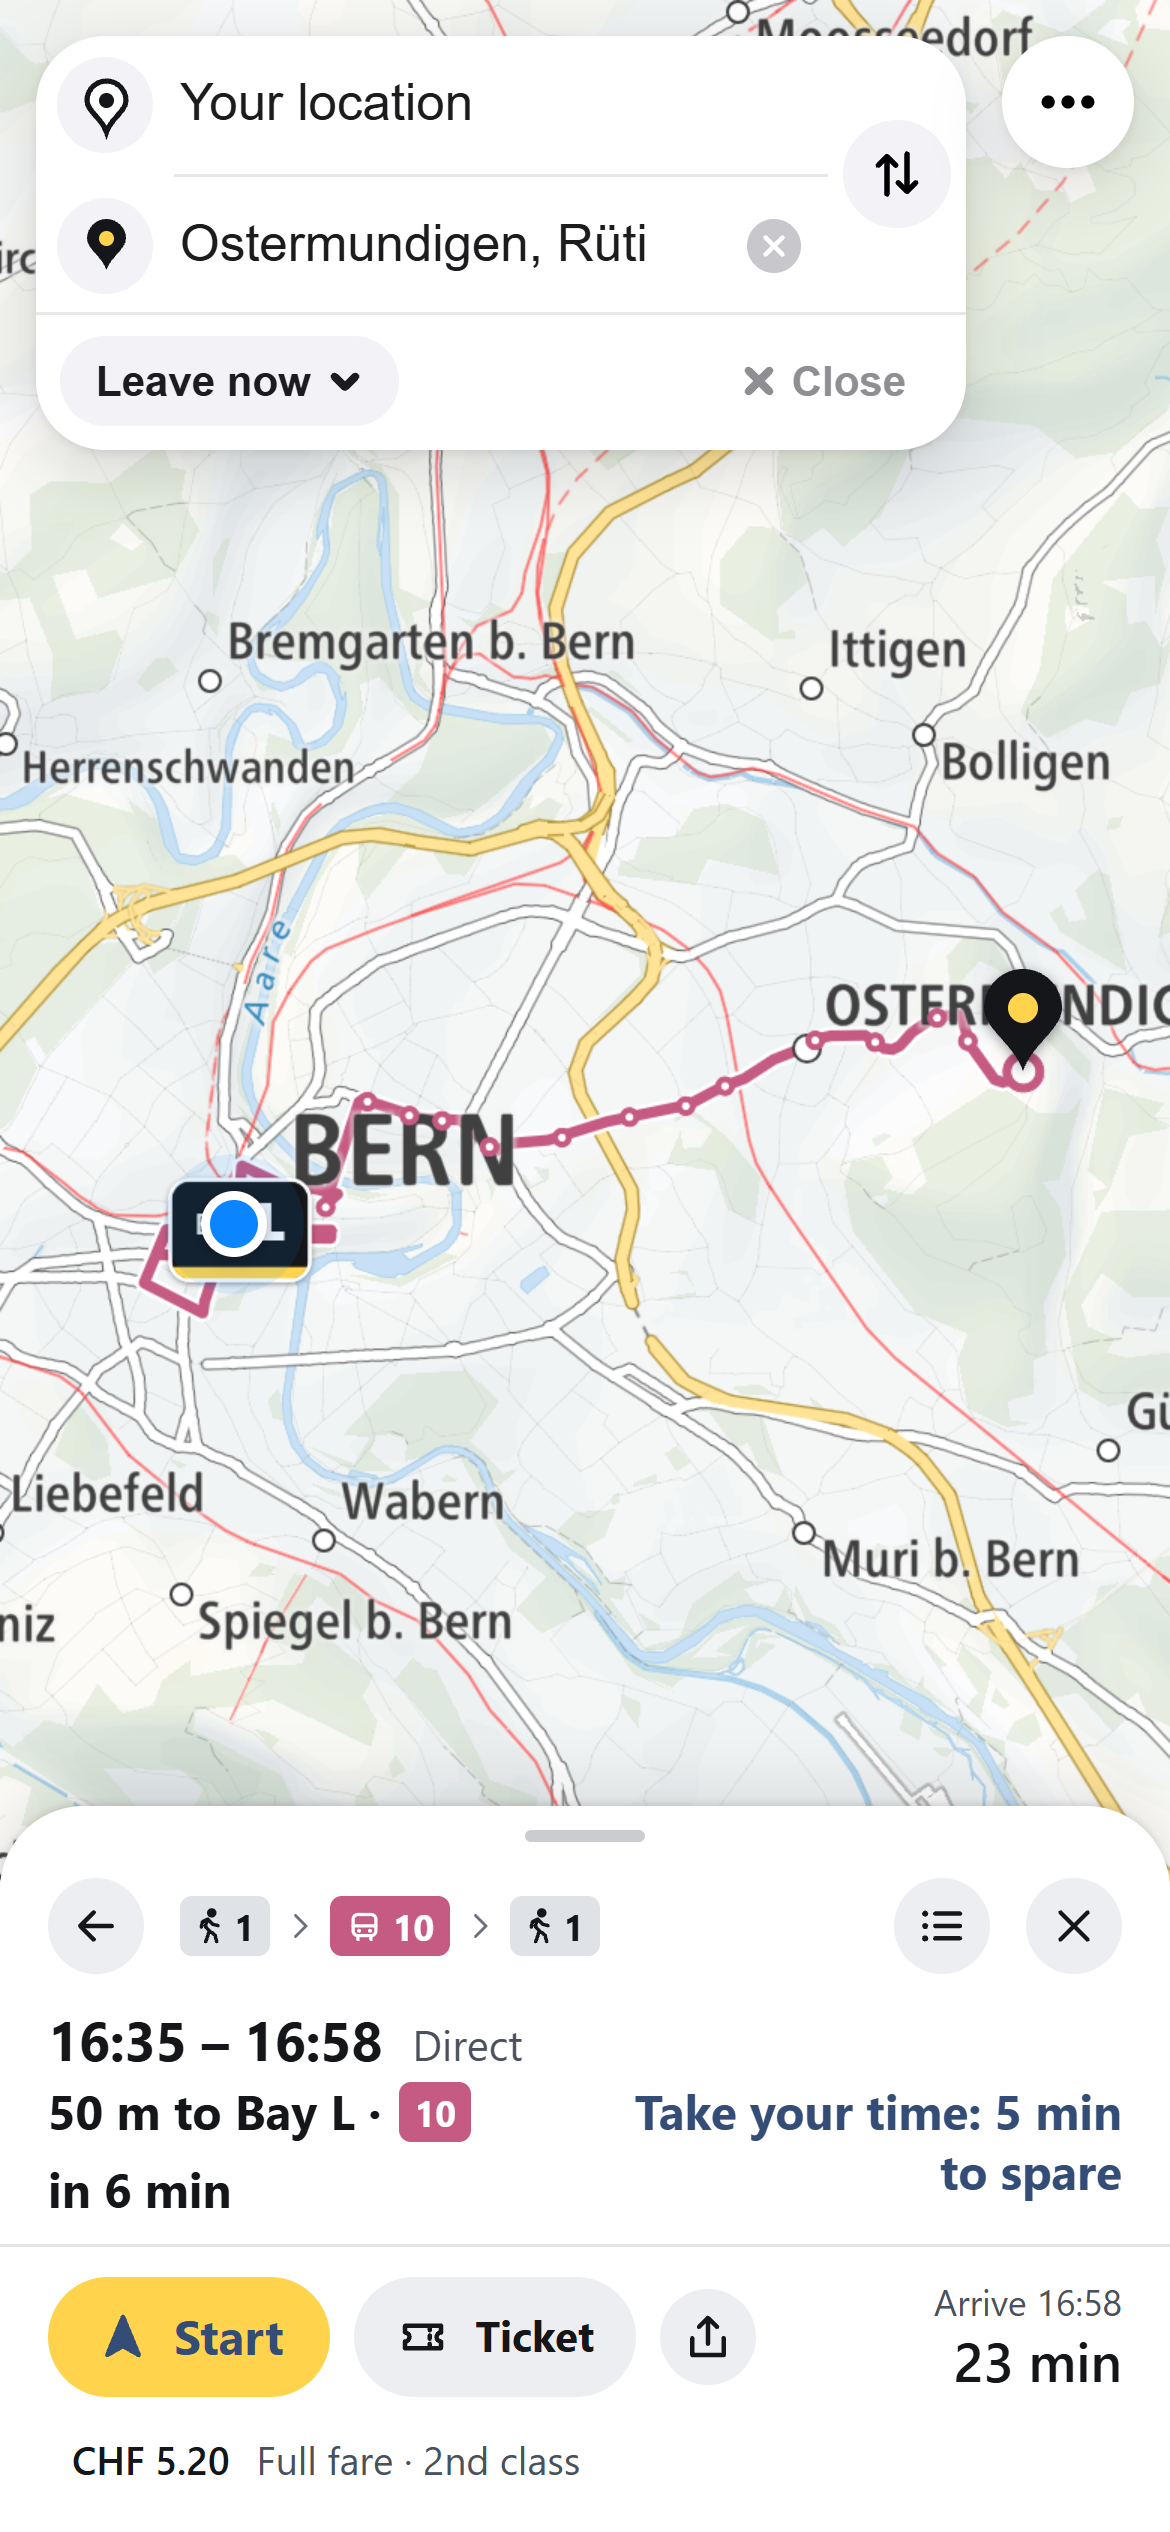 Moosseedorf
Your location
Ostermundigen, Rüti
Leave now
Close
Bremgarten b. Bern
Ittigen
Herrenschwanden
Bolligen
Aare
BERN
Liebefeld
Wabern
Muri b. Bern
Spiegel b. Bern
1
10
1
16:35 – 16:58 Direct
50 m to Bay L · 10
in 6 min
Take your time: 5 min
to spare
Start
Ticket
Arrive 16:58
23 min
CHF 5.20 Full fare · 2nd class